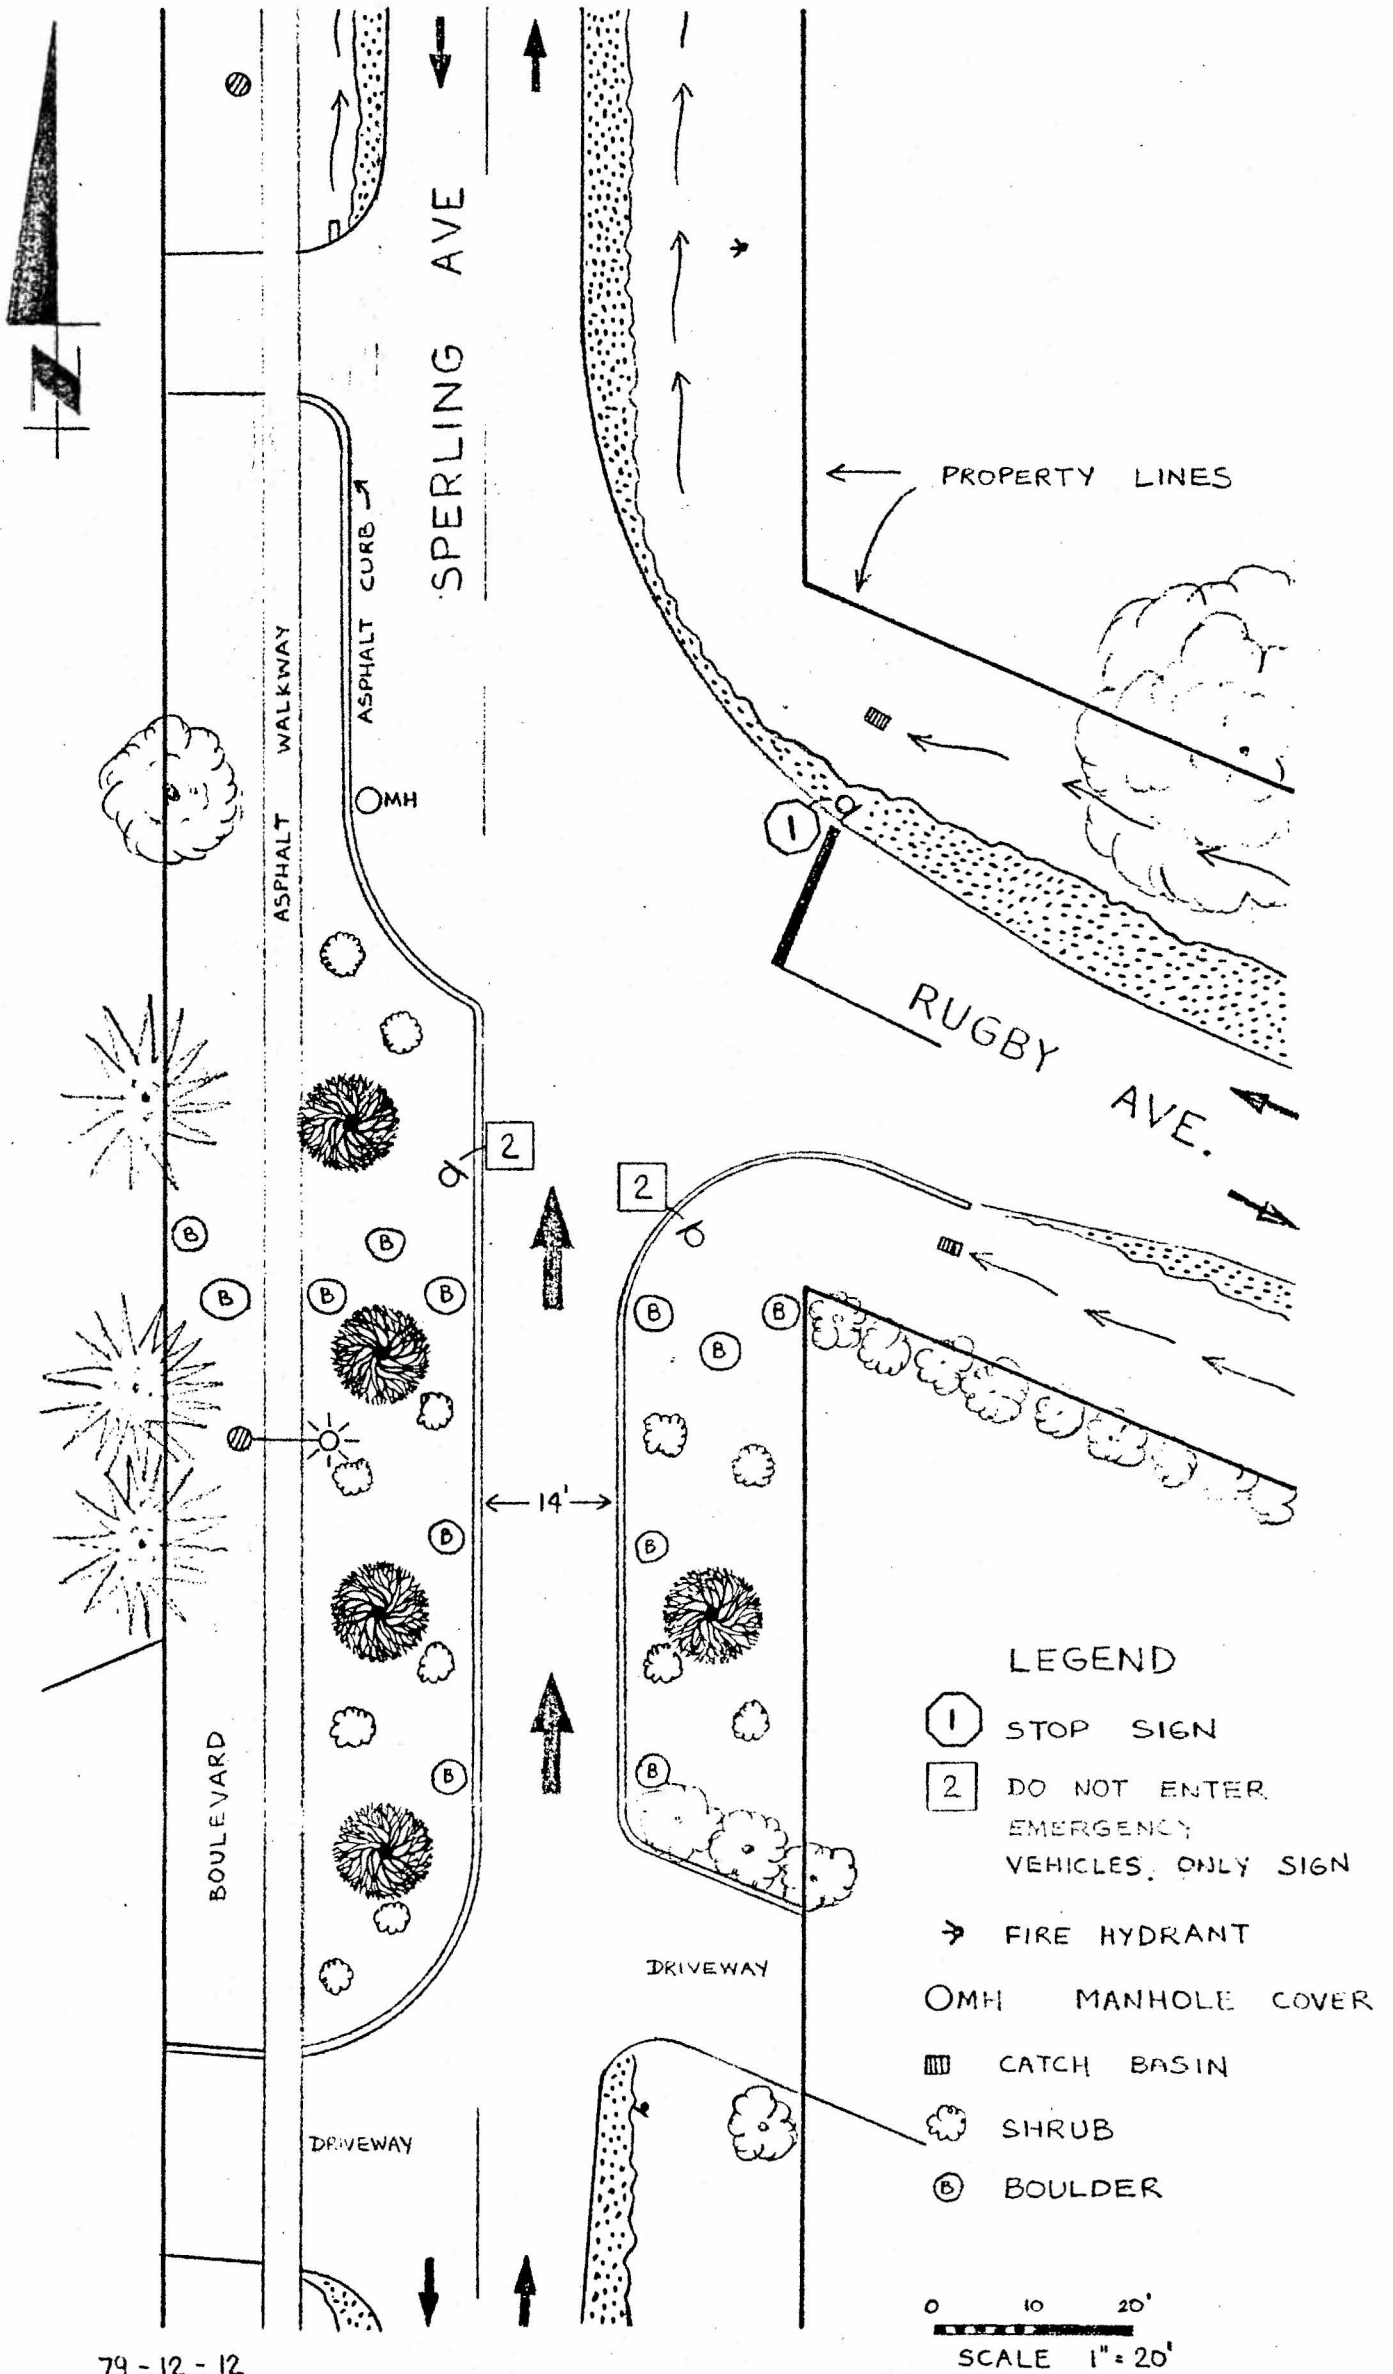 N
SPERLING AVE
PROPERTY LINES
ASPHALT CURB
ASPHALT WALKWAY
MH
1
RUGBY AVE.
2
2
B
B
B
B
B
B
B
B
14'
B
B
B
B
BOULEVARD
DRIVEWAY
DRIVEWAY
LEGEND
1 STOP SIGN
2 DO NOT ENTER
EMERGENCY
VEHICLES. ONLY SIGN
FIRE HYDRANT
MH MANHOLE COVER
CATCH BASIN
SHRUB
B BOULDER
0 10 20'
SCALE 1" = 20'
79-12-12